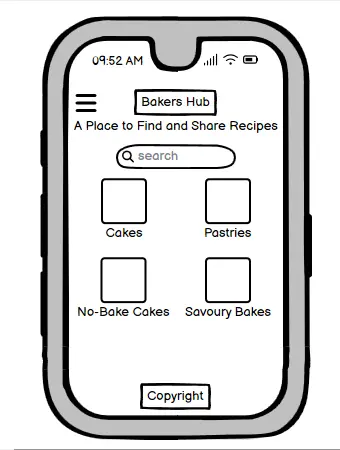 09:52 AM
Bakers Hub
A Place to Find and Share Recipes
search
Cakes
Pastries
No-Bake Cakes
Savoury Bakes
Copyright